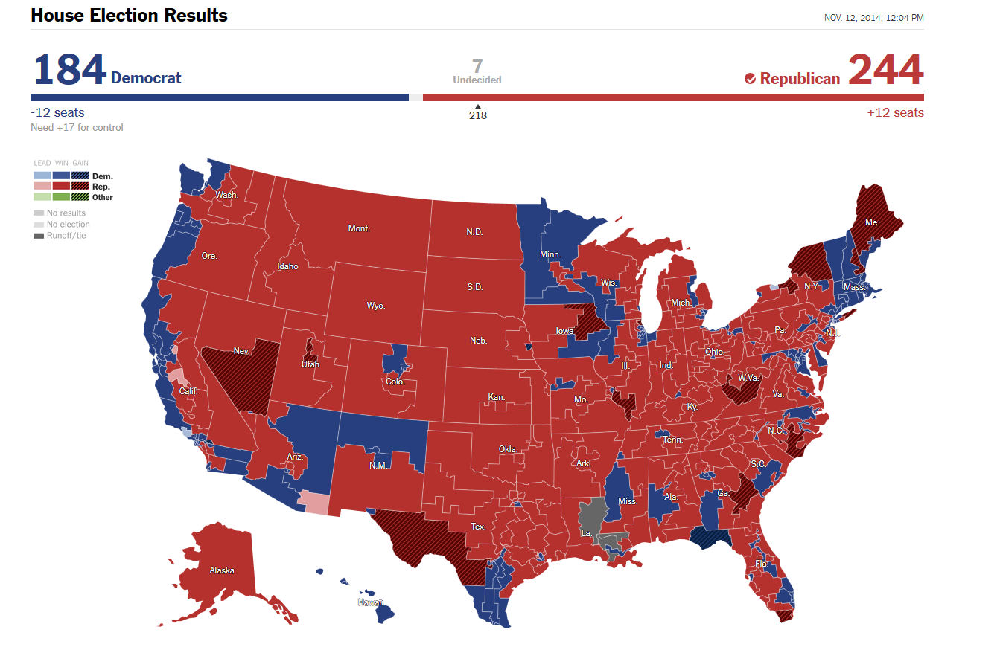 House Election Results
NOV. 12, 2014, 12:04 PM
184 Democrat
7
Undecided
Republican 244
-12 seats
218
+12 seats
Need +17 for control
LEAD WIN GAIN
Dem.
Rep.
Other
No results
No election
Runoff/tie
Wash.
Mont.
N.D.
Me.
Ore.
Idaho
Minn.
S.D.
Wis.
N.Y.
Mass.
Wyo.
Mich.
Iowa
Pa.
N.J.
Nev.
Utah
Neb.
Ohio
Colo.
Ill.
Ind.
W.Va.
Calif.
Kan.
Mo.
Ky.
Va.
Ariz.
N.M.
Okla.
Ark.
Tenn.
N.C.
S.C.
Miss.
Ala.
Ga.
Tex.
La.
Fla.
Alaska
Hawaii